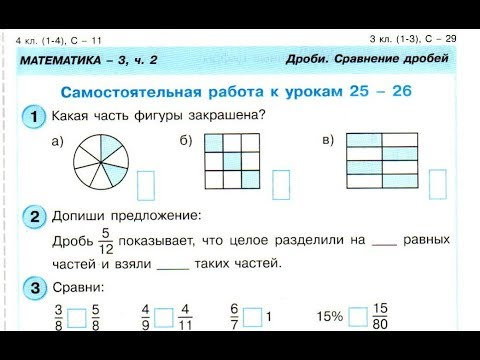 4 кл. (1-4), С – 11
3 кл. (1-3), С – 29
МАТЕМАТИКА – 3, ч. 2
Дроби. Сравнение дробей
Самостоятельная работа к урокам 25 – 26
1 Какая часть фигуры закрашена?
а) б) в)
2 Допиши предложение:
Дробь 5/12 показывает, что целое разделили на ___ равных
частей и взяли ___ таких частей.
3 Сравни:
3/8 □ 5/8 4/9 □ 4/11 6/7 □ 1 15% □ 15/80